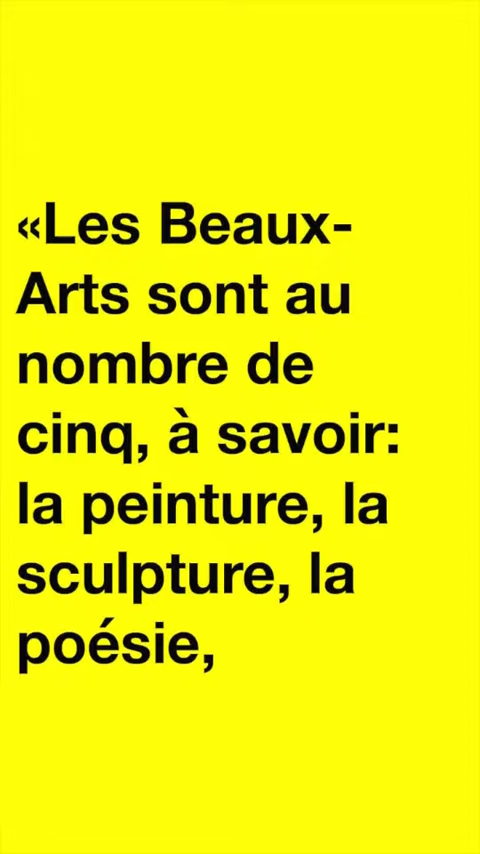 «Les Beaux-
Arts sont au
nombre de
cinq, à savoir:
la peinture, la
sculpture, la
poésie,